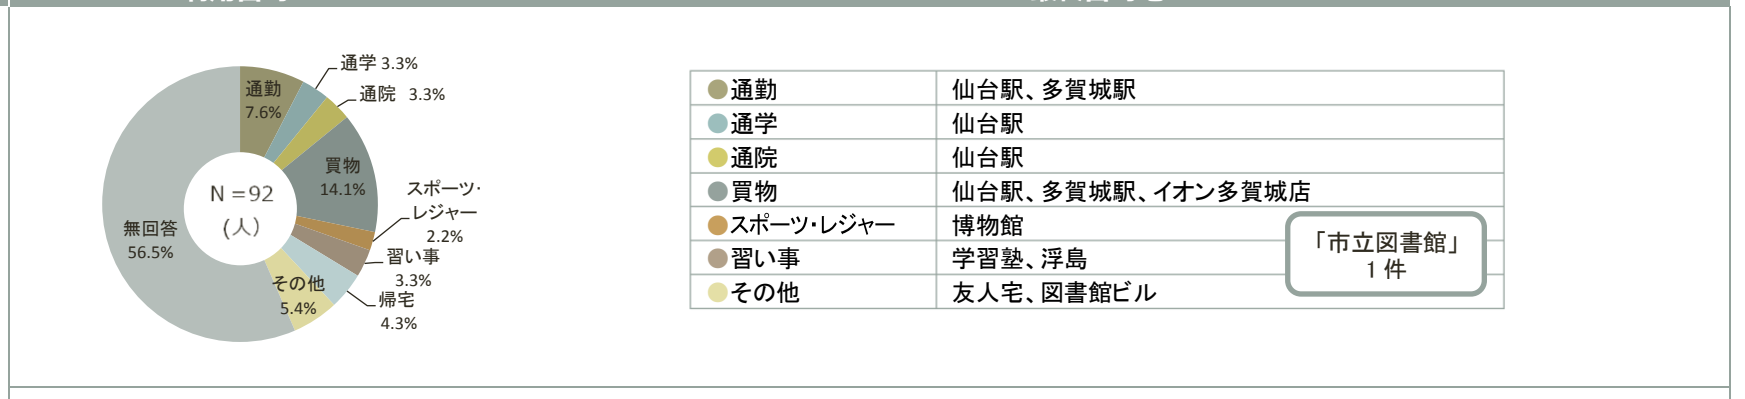 通学 3.3%
通勤
7.6%
通院 3.3%
買物
14.1%
スポーツ・
レジャー
2.2%
N＝92
(人)
無回答
56.5%
習い事
3.3%
その他
5.4%
帰宅
4.3%
通勤 仙台駅、多賀城駅
通学 仙台駅
通院 仙台駅
買物 仙台駅、多賀城駅、イオン多賀城店
スポーツ・レジャー 博物館
習い事 学習塾、浮島
その他 友人宅、図書館ビル
「市立図書館」
1件